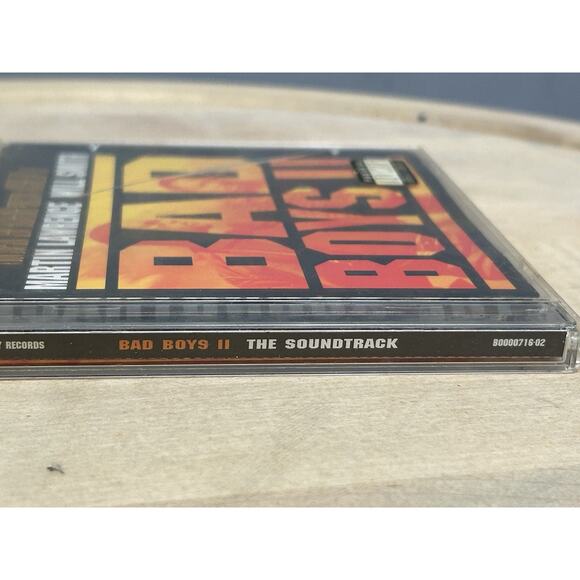 MARTIN LAWRENCE WILL SMITH
BAD
BOYS II
RECORDS BAD BOYS II THE SOUNDTRACK B0000716-02